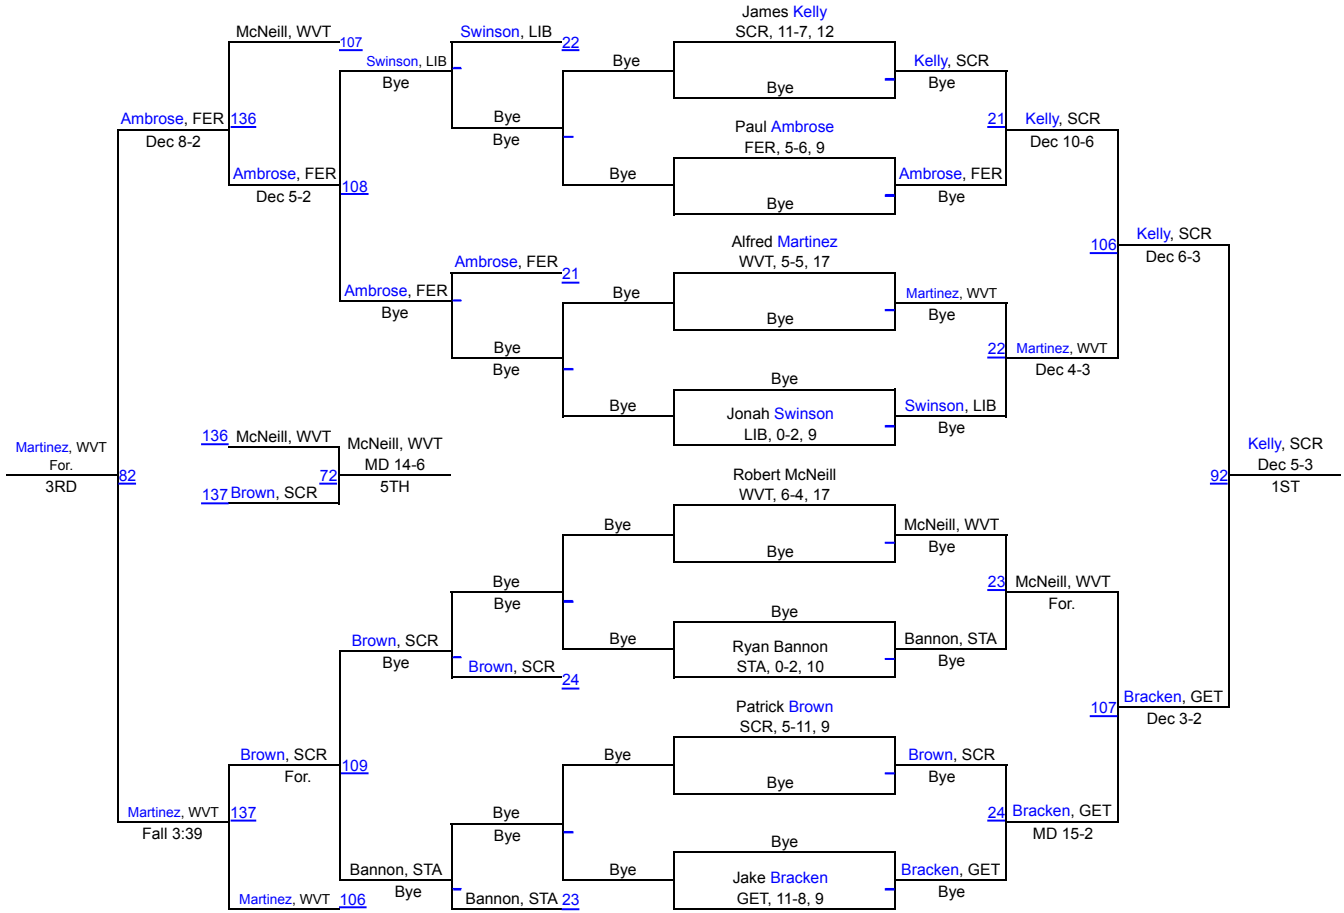 James Kelly
SCR, 11-7, 12
McNeill, WVT
107
Swinson, LIB
22
Swinson, LIB
Bye
Bye
Kelly, SCR
Bye
Bye
Ambrose, FER
136
Dec 8-2
Bye
Bye
Paul Ambrose
FER, 5-6, 9
21
Kelly, SCR
Dec 10-6
Ambrose, FER
108
Dec 5-2
Bye
Bye
Ambrose, FER
Bye
Alfred Martinez
WVT, 5-5, 17
106
Kelly, SCR
Dec 6-3
Ambrose, FER
21
Ambrose, FER
Bye
Bye
Bye
Martinez, WVT
Bye
Bye
Bye
22
Martinez, WVT
Dec 4-3
Bye
Bye
Jonah Swinson
LIB, 0-2, 9
Swinson, LIB
Bye
Martinez, WVT
For.
3RD
82
136
McNeill, WVT
137
Brown, SCR
72
McNeill, WVT
MD 14-6
5TH
92
Kelly, SCR
Dec 5-3
1ST
Robert McNeill
WVT, 6-4, 17
Bye
Bye
McNeill, WVT
Bye
Bye
Bye
23
McNeill, WVT
For.
Brown, SCR
Bye
Brown, SCR
24
Bye
Bye
Ryan Bannon
STA, 0-2, 10
Bannon, STA
Bye
Patrick Brown
SCR, 5-11, 9
107
Bracken, GET
Dec 3-2
Brown, SCR
For.
109
Bye
Bye
Brown, SCR
Bye
Martinez, WVT
137
Fall 3:39
Bye
Bye
24
Bracken, GET
MD 15-2
Bannon, STA
Bye
Bye
Bye
Jake Bracken
GET, 11-8, 9
Bracken, GET
Bye
Martinez, WVT
106
Bannon, STA
23